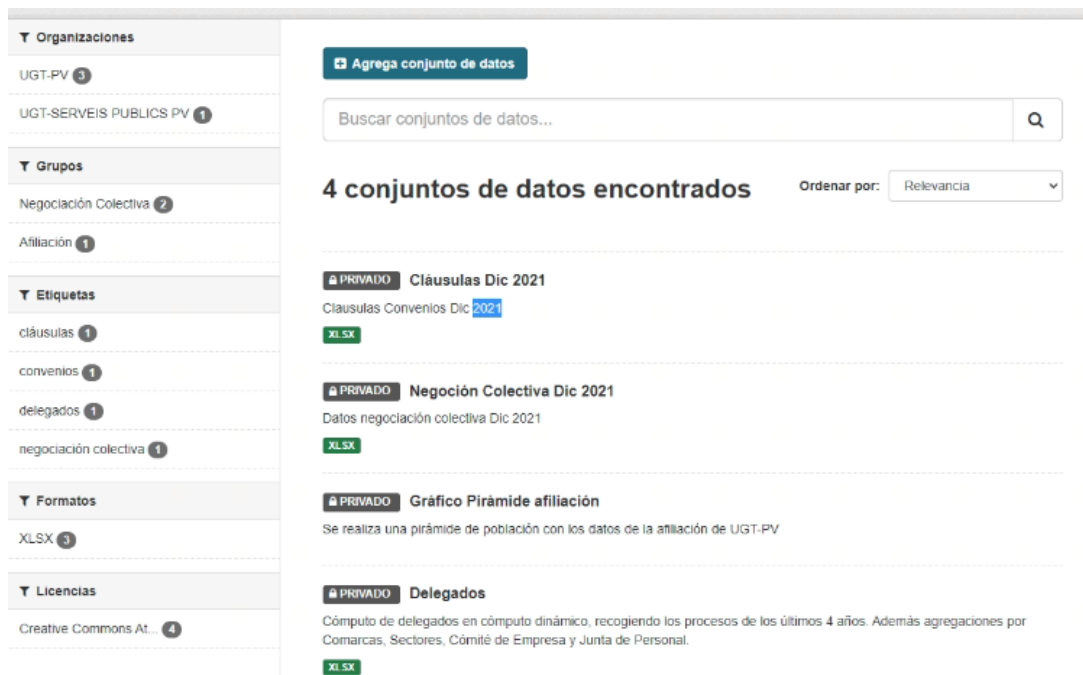 Organizaciones
UGT-PV 3
UGT-SERVEIS PUBLICS PV 1
Grupos
Negociación Colectiva 2
Afiliación 1
Etiquetas
cláusulas 1
convenios 1
delegados 1
negociación colectiva 1
Formatos
XLSX 3
Licencias
Creative Commons At... 4
Agrega conjunto de datos
Buscar conjuntos de datos...
4 conjuntos de datos encontrados
Ordenar por: Relevancia
PRIVADO Cláusulas Dic 2021
Clausulas Convenios Dic 2021
XLSX
PRIVADO Negoción Colectiva Dic 2021
Datos negociación colectiva Dic 2021
XLSX
PRIVADO Gráfico Pirámide afiliación
Se realiza una pirámide de población con los datos de la afiliación de UGT-PV
PRIVADO Delegados
Cómputo de delegados en cómputo dinámico, recogiendo los procesos de los últimos 4 años. Además agregaciones por
Comarcas, Sectores, Cómité de Empresa y Junta de Personal.
XLSX